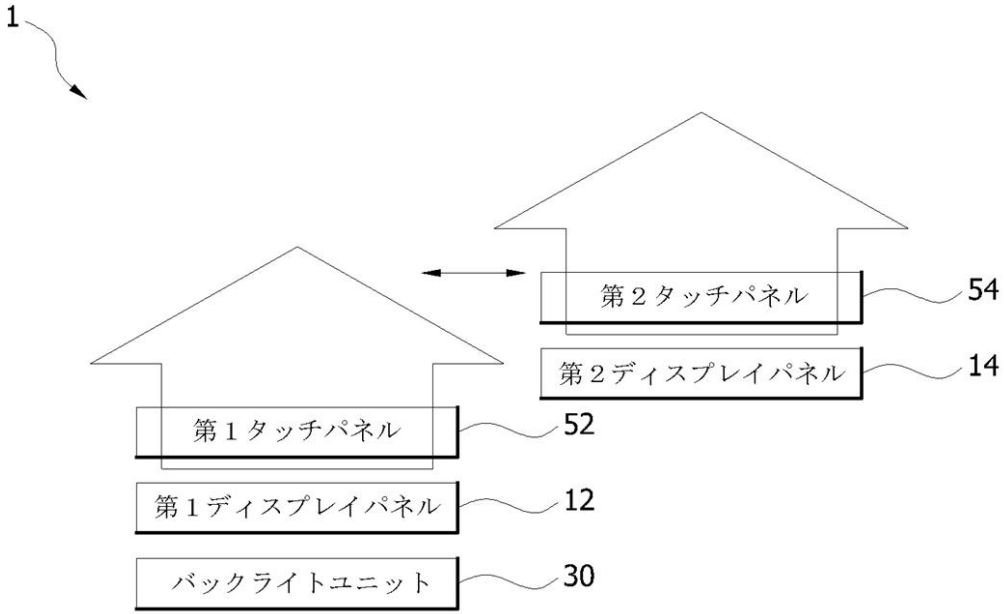 1
第２タッチパネル
54
第２ディスプレイパネル
14
第１タッチパネル
52
第１ディスプレイパネル
12
バックライトユニット
30